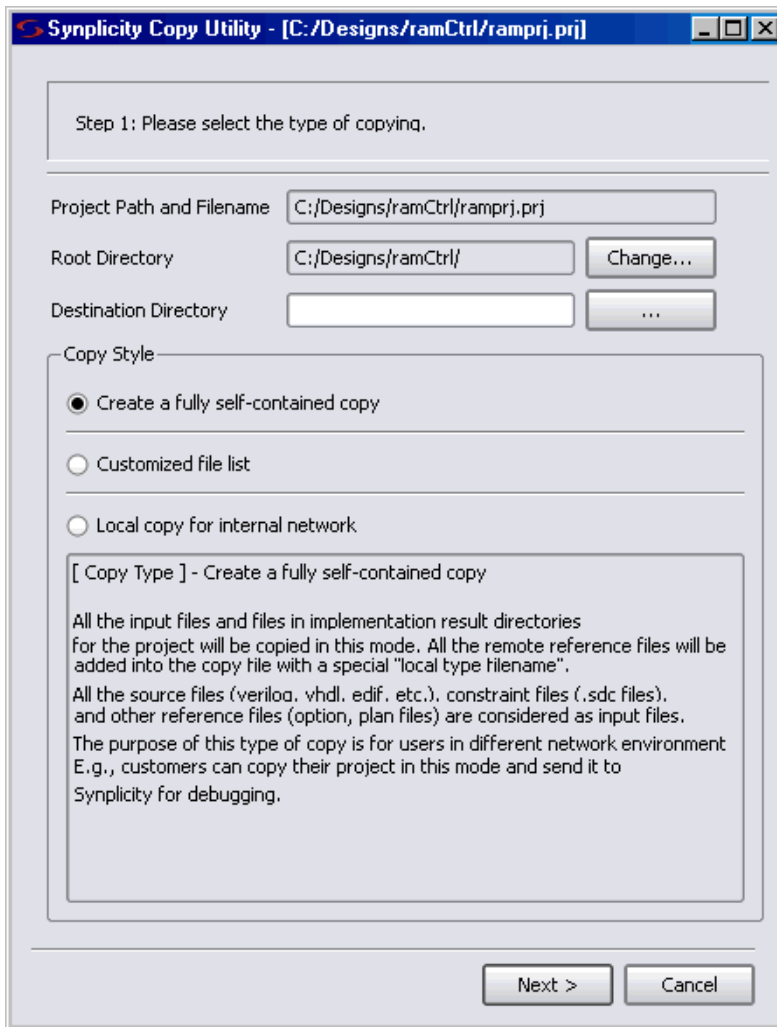 Synplicity Copy Utility - [C:/Designs/ramCtrl/ramprj.prj]
Step 1: Please select the type of copying.
Project Path and Filename C:/Designs/ramCtrl/ramprj.prj
Root Directory C:/Designs/ramCtrl/ Change...
Destination Directory ...
Copy Style
Create a fully self-contained copy
Customized file list
Local copy for internal network
[ Copy Type ] - Create a fully self-contained copy
All the input files and files in implementation result directories
for the project will be copied in this mode. All the remote reference files will be
added into the copy file with a special "local type filename".
All the source files (verilog, vhdl, edif, etc.), constraint files (.sdc files),
and other reference files (option, plan files) are considered as input files.
The purpose of this type of copy is for users in different network environment
E.g., customers can copy their project in this mode and send it to
Synplicity for debugging.
Next > Cancel